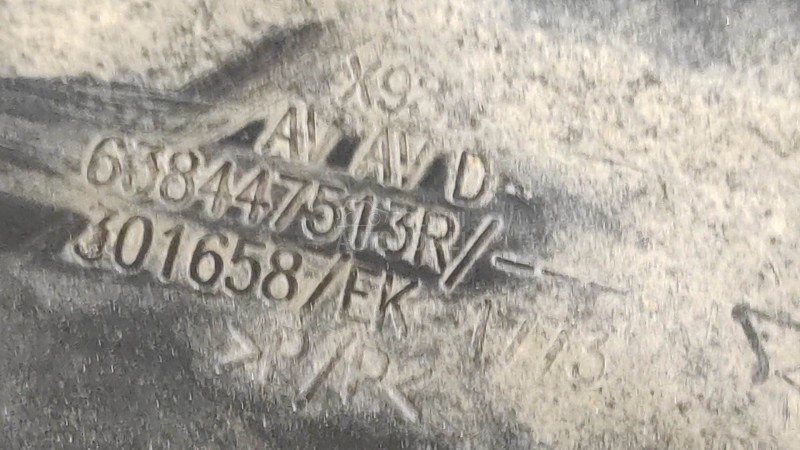 X9
AV AV D-
638447513R/--
301658/EK
>P/P<